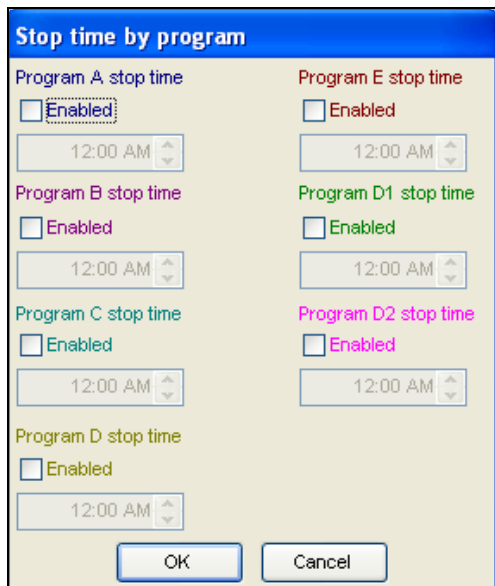 Stop time by program
Program A stop time
Enabled
12:00 AM
Program B stop time
Enabled
12:00 AM
Program C stop time
Enabled
12:00 AM
Program D stop time
Enabled
12:00 AM
Program E stop time
Enabled
12:00 AM
Program D1 stop time
Enabled
12:00 AM
Program D2 stop time
Enabled
12:00 AM
OK
Cancel